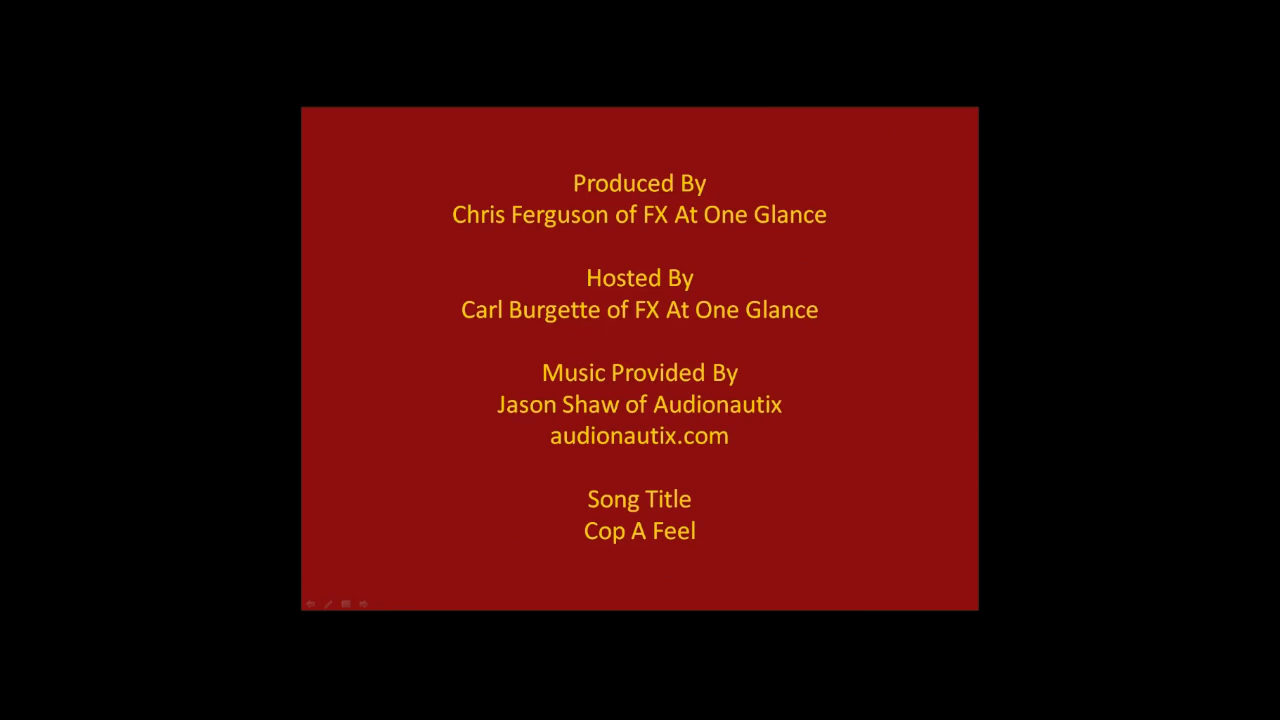 Produced By
Chris Ferguson of FX At One Glance
Hosted By
Carl Burgette of FX At One Glance
Music Provided By
Jason Shaw of Audionautix
audionautix.com
Song Title
Cop A Feel